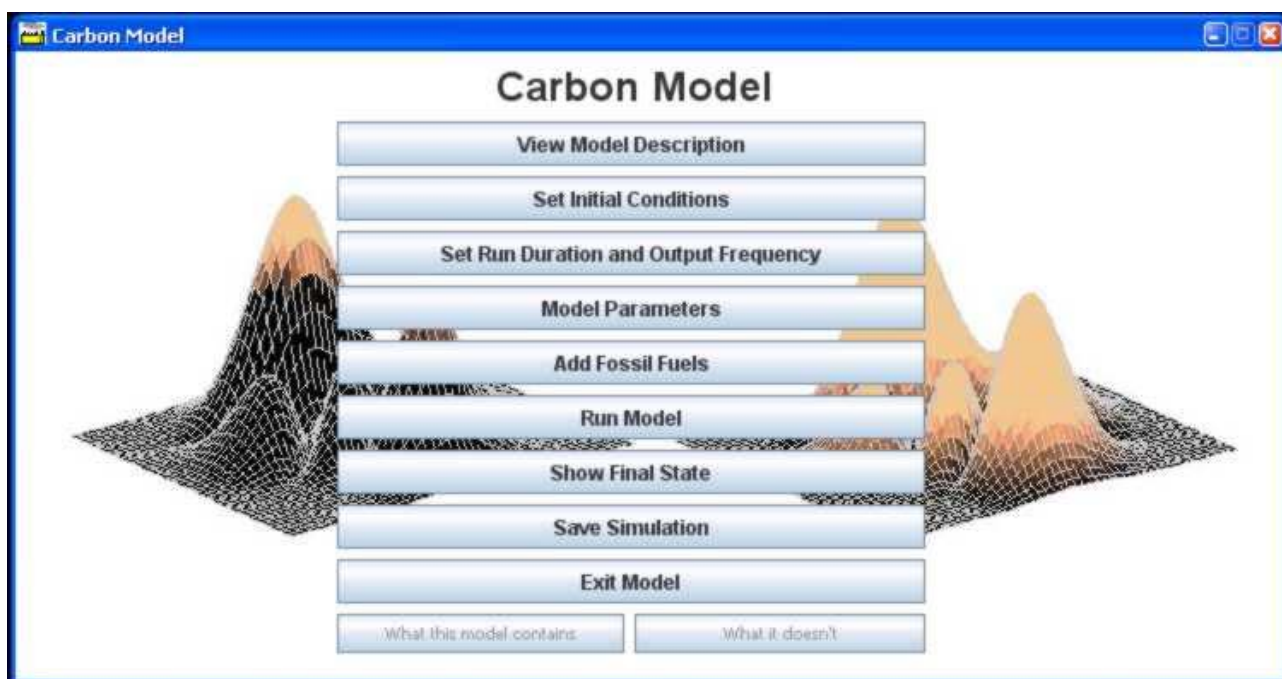 Carbon Model
Carbon Model
View Model Description
Set Initial Conditions
Set Run Duration and Output Frequency
Model Parameters
Add Fossil Fuels
Run Model
Show Final State
Save Simulation
Exit Model
What this model contains What it doesn't